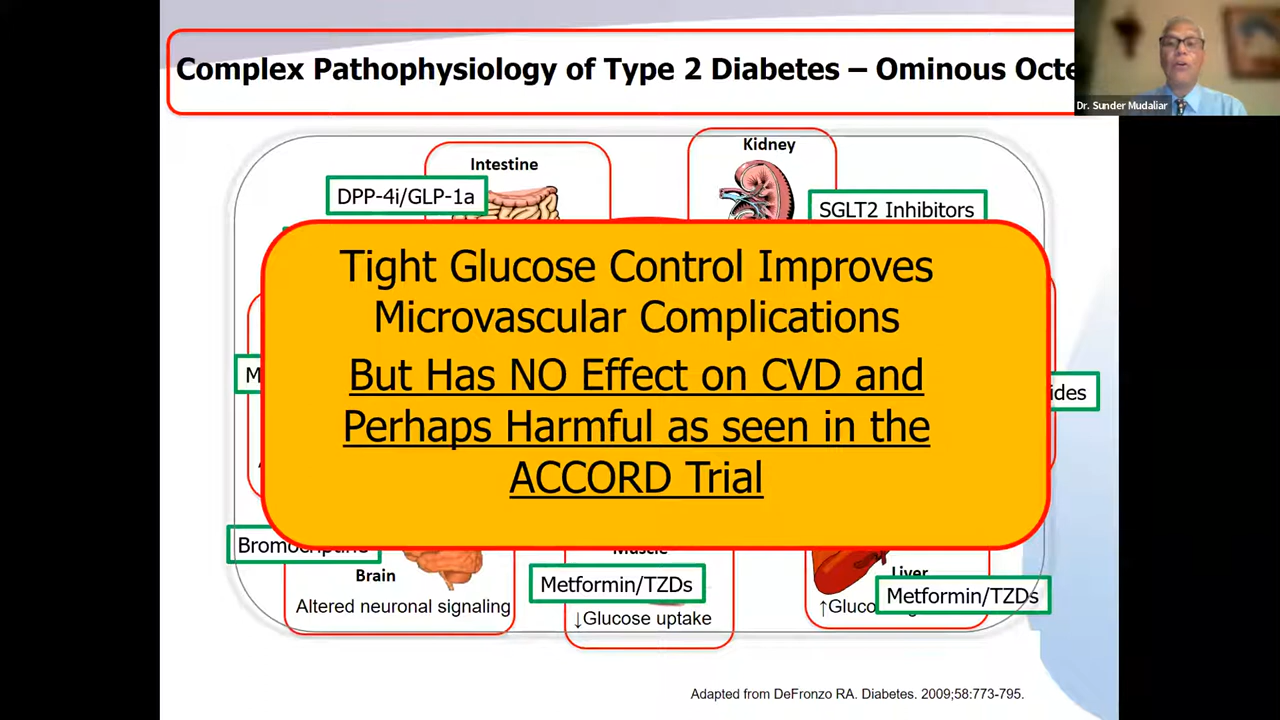 Complex Pathophysiology of Type 2 Diabetes – Ominous Octe
Dr. Sunder Mudaliar
Intestine
Kidney
DPP-4i/GLP-1a
SGLT2 Inhibitors
Tight Glucose Control Improves
Microvascular Complications
But Has NO Effect on CVD and
Perhaps Harmful as seen in the
ACCORD Trial
M
ides
Bromocriptine
Muscle
Brain
Liver
Metformin/TZDs
Metformin/TZDs
Altered neuronal signaling
↓Glucose uptake
↑Gluco
Adapted from DeFronzo RA. Diabetes. 2009;58:773-795.